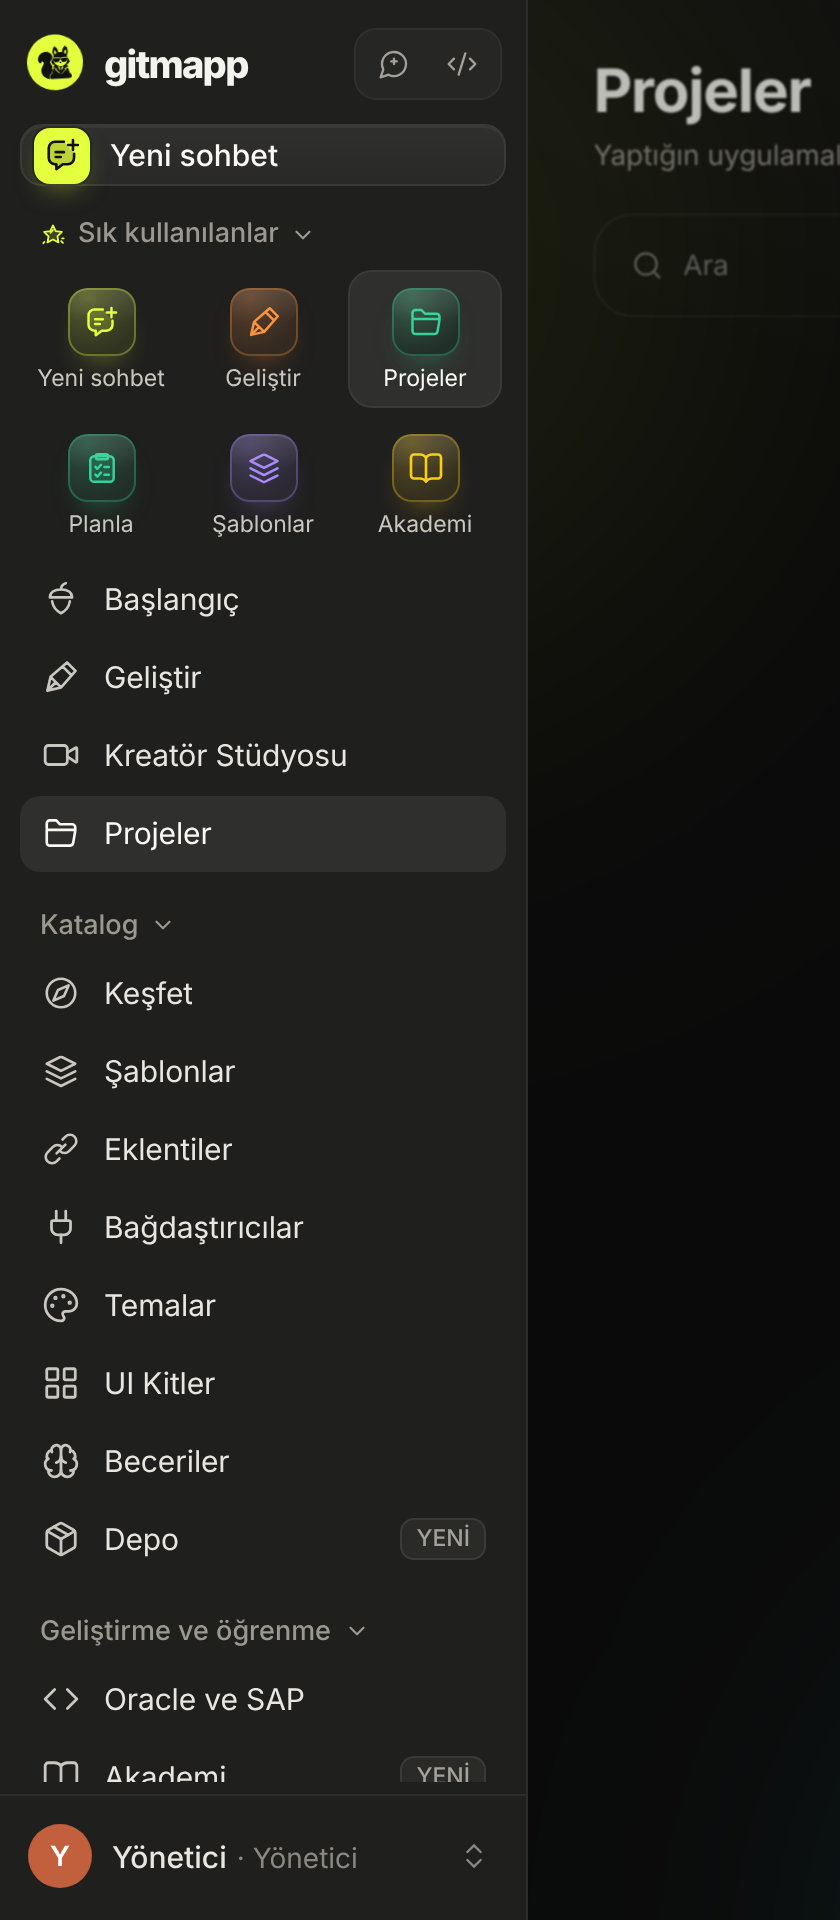 gitmapp
Yeni sohbet
Sık kullanılanlar
Yeni sohbet
Geliştir
Projeler
Planla
Şablonlar
Akademi
Başlangıç
Geliştir
Kreatör Stüdyosu
Projeler
Katalog
Keşfet
Şablonlar
Eklentiler
Bağdaştırıcılar
Temalar
UI Kitler
Beceriler
Depo YENİ
Geliştirme ve öğrenme
Oracle ve SAP
Akademi YENİ
Y Yönetici · Yönetici
Projeler
Yaptığın
Ara